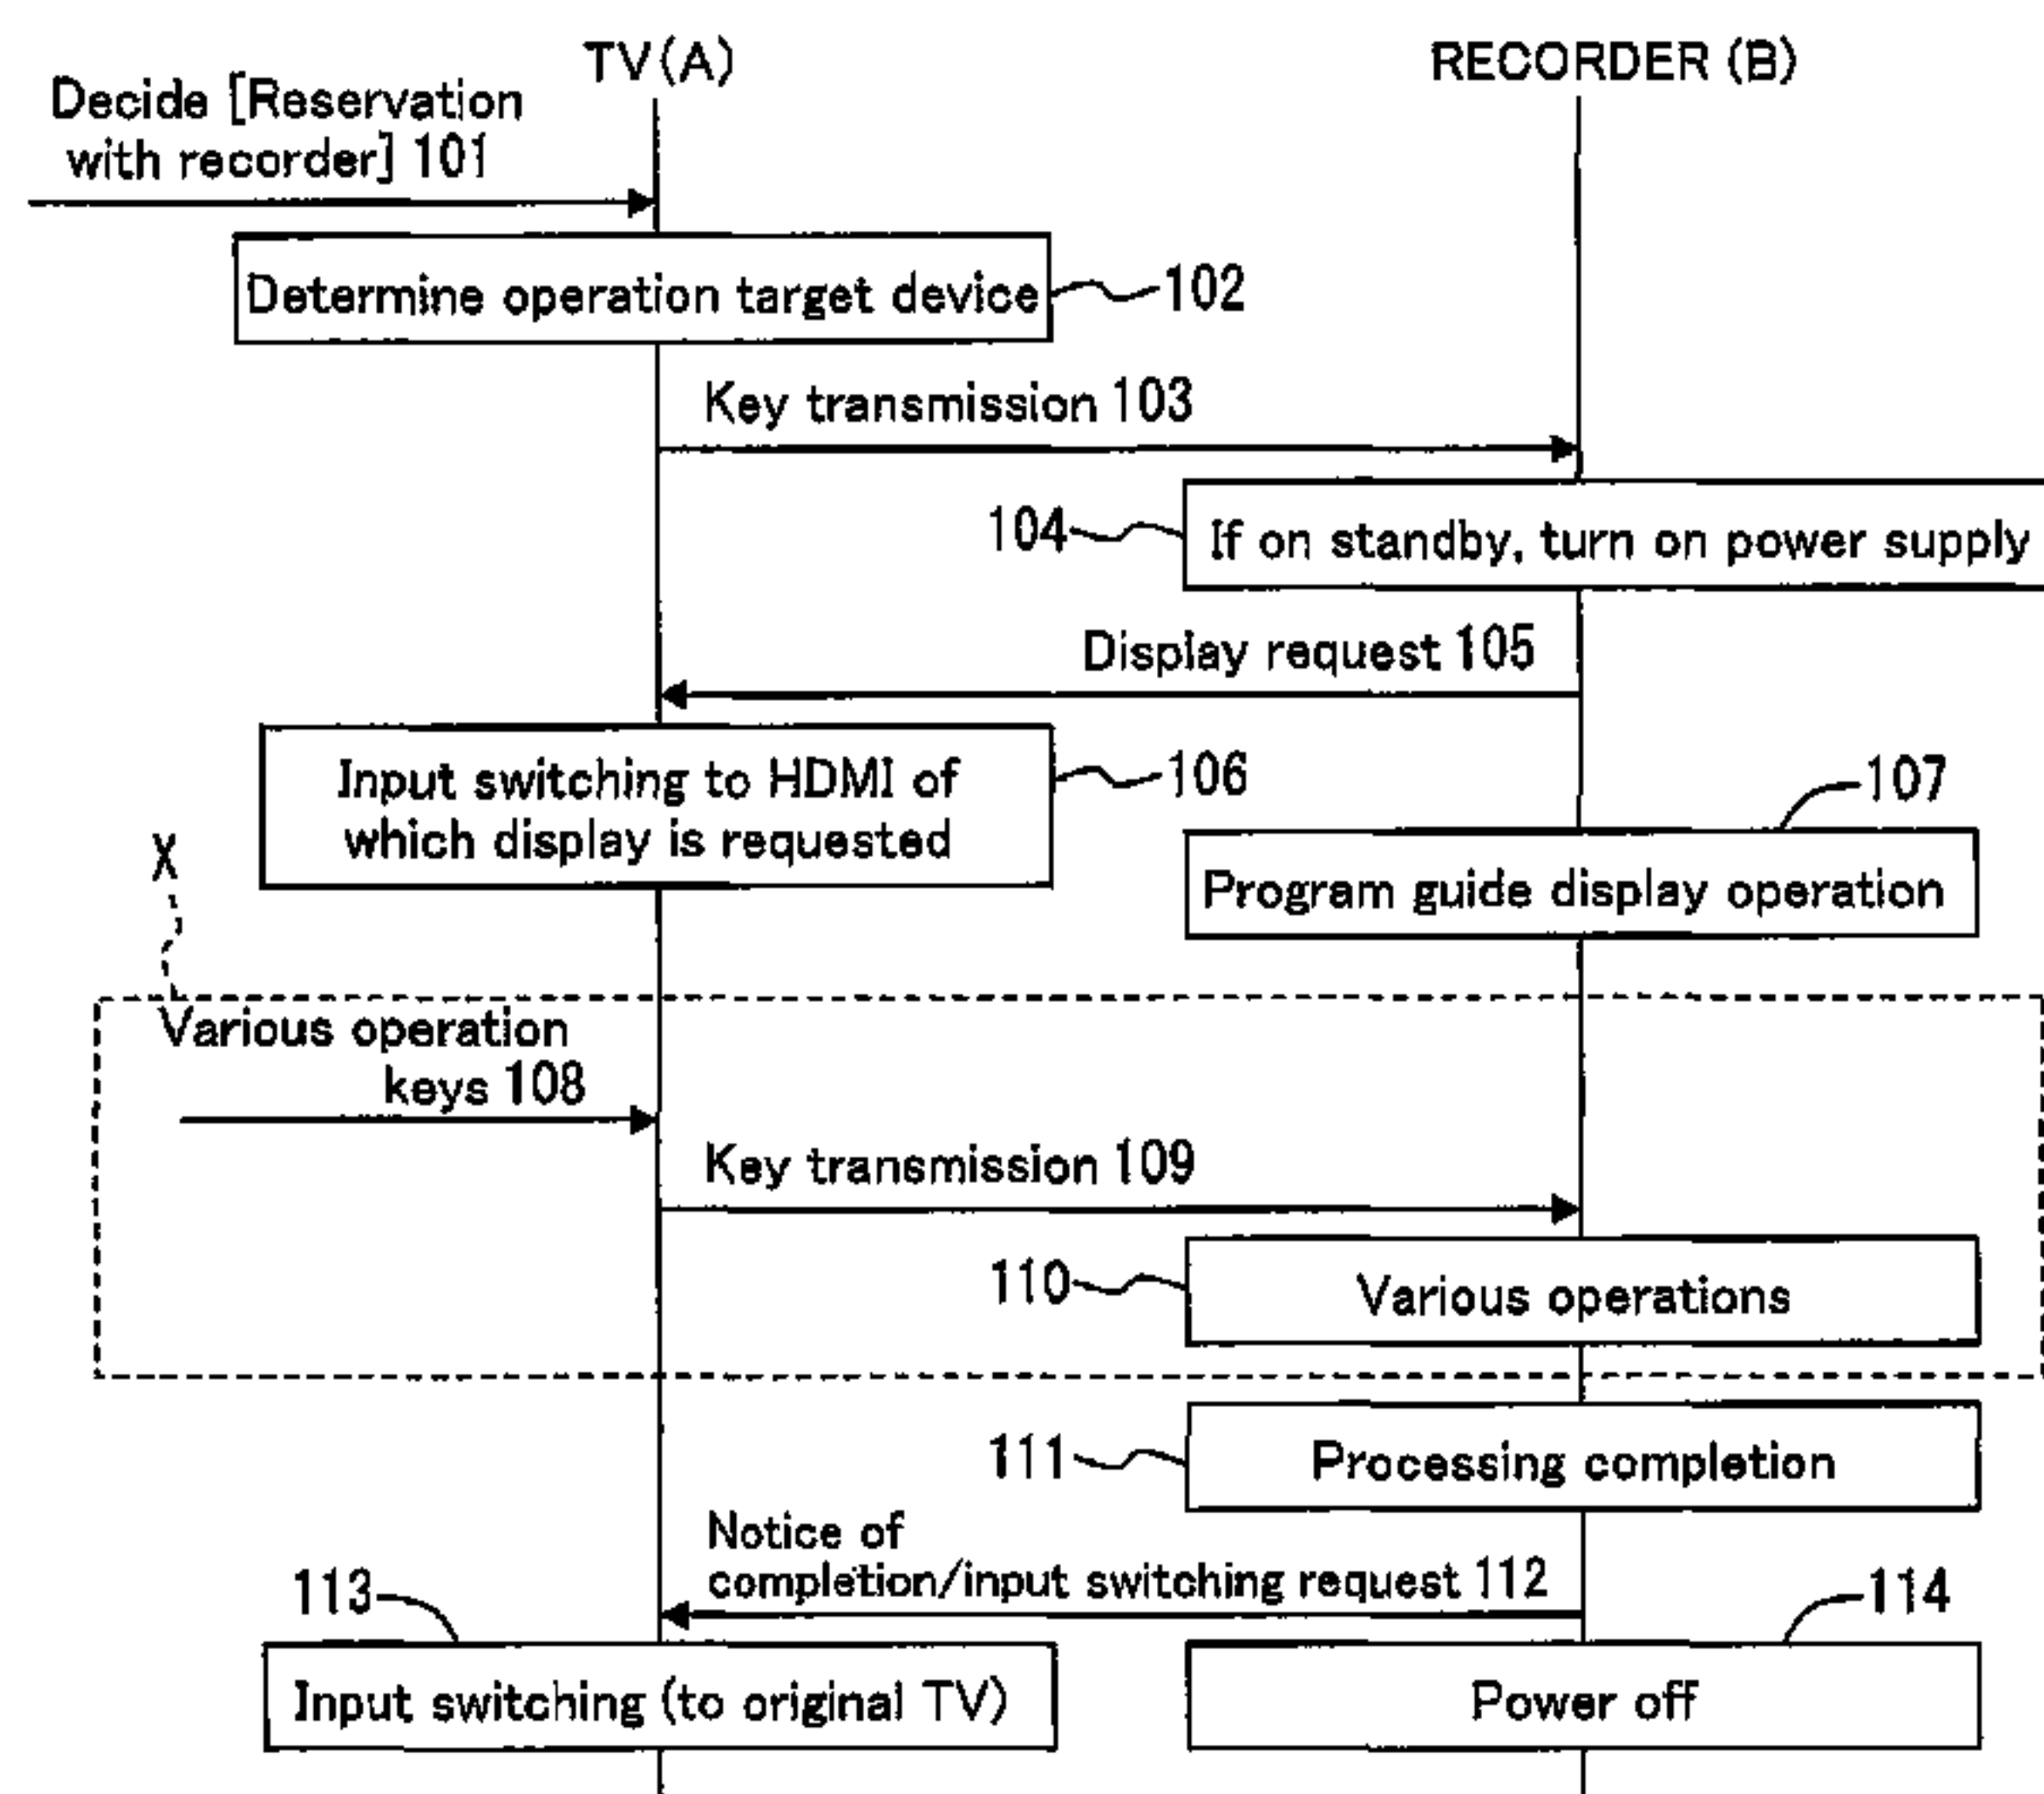 TV(A)
RECORDER (B)
Decide [Reservation
with recorder] 101
Determine operation target device
102
Key transmission 103
104
If on standby, turn on power supply
Display request 105
Input switching to HDMI of
which display is requested
106
107
Program guide display operation
X
Various operation
keys 108
Key transmission 109
110
Various operations
111
Processing completion
Notice of
completion/input switching request 112
113
114
Input switching (to original TV)
Power off